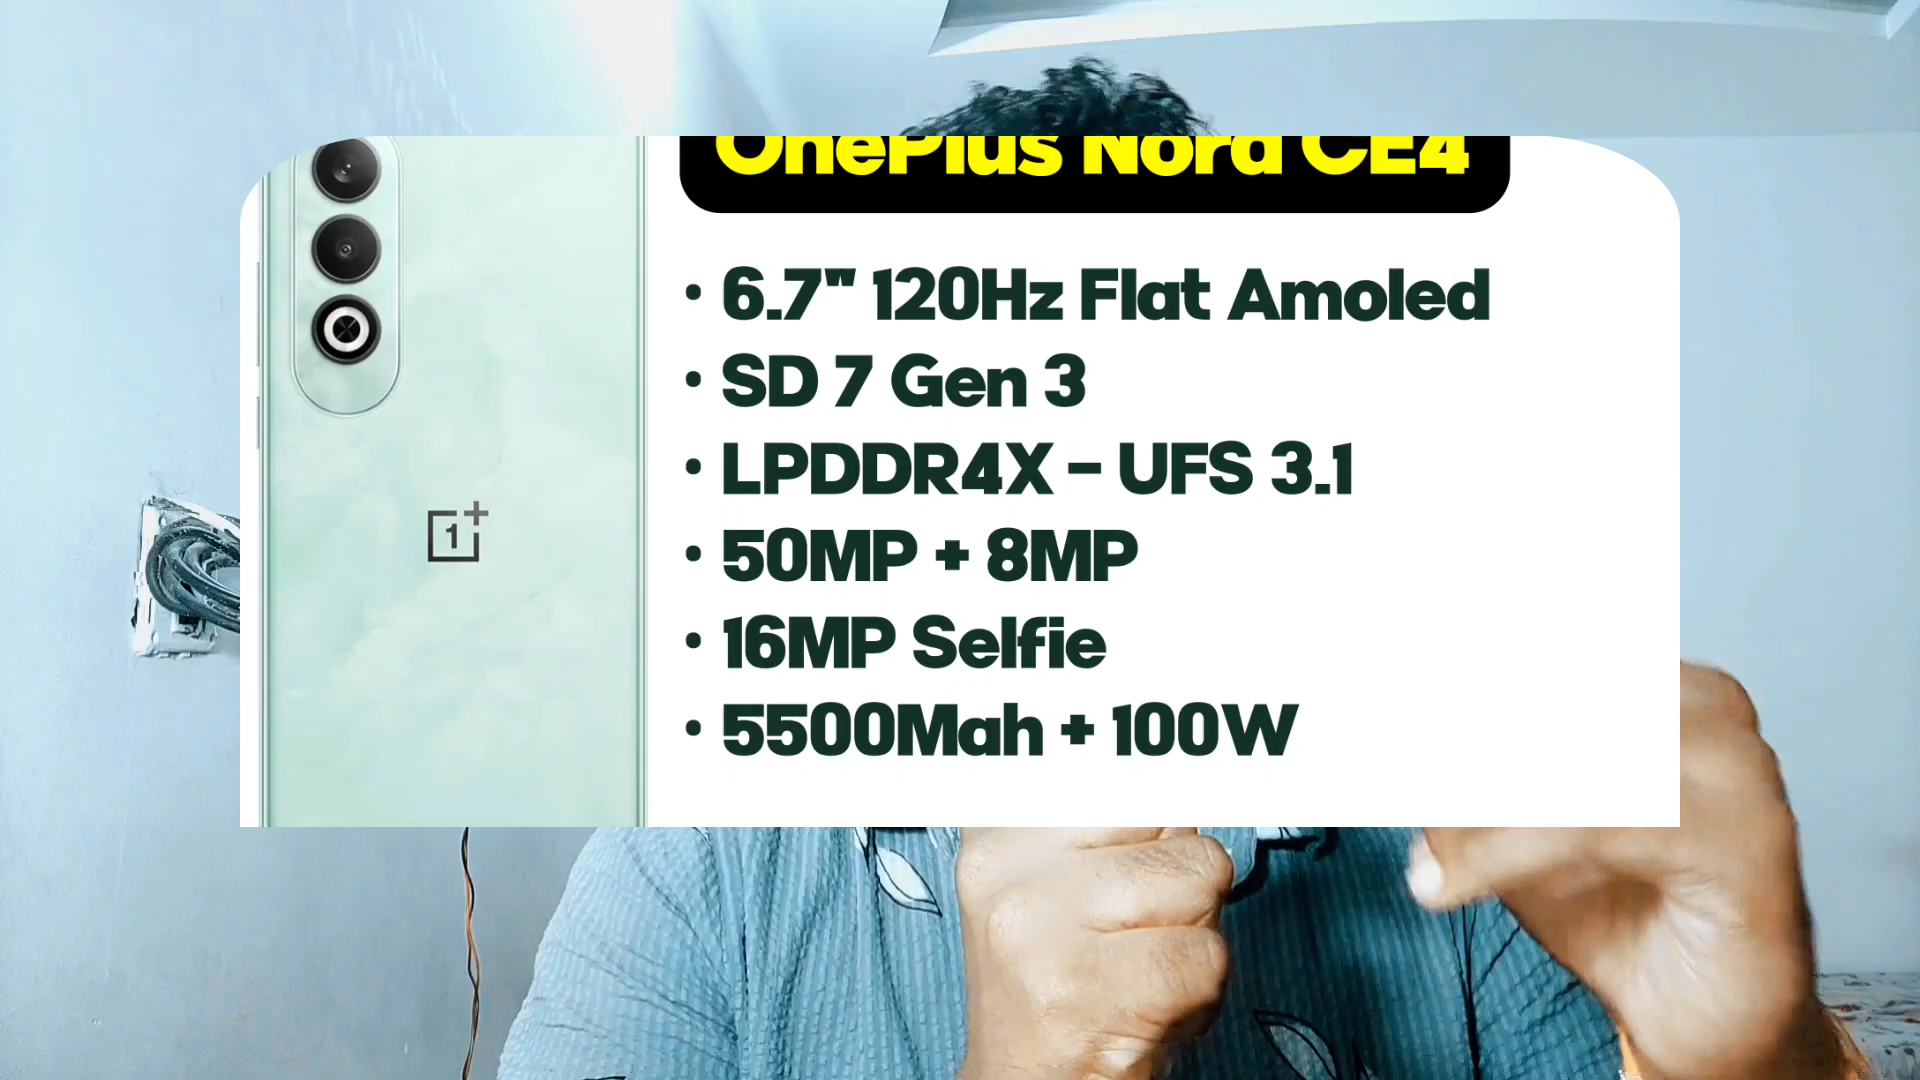 OnePlus Nord CE4
• 6.7" 120Hz Flat Amoled
• SD 7 Gen 3
• LPDDR4X – UFS 3.1
• 50MP + 8MP
• 16MP Selfie
• 5500Mah + 100W
1+